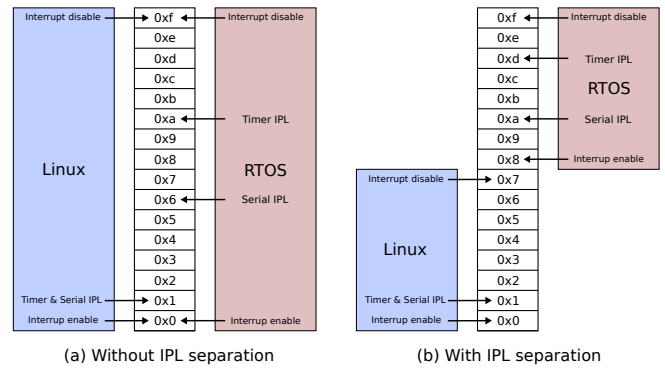 Interrupt disable 0xf Interrupt disable
0xe
0xd
0xc
0xb
0xa Timer IPL
0x9
0x8
Linux 0x7 RTOS
0x6 Serial IPL
0x5
0x4
0x3
0x2
Timer & Serial IPL 0x1
Interrup enable 0x0 Interrup enable
(a) Without IPL separation
0xf Interrupt disable
0xe
0xd Timer IPL
0xc RTOS
0xb
0xa Serial IPL
0x9
0x8 Interrup enable
Interrupt disable 0x7
0x6
0x5
0x4
Linux
0x3
0x2
Timer & Serial IPL 0x1
Interrup enable 0x0
(b) With IPL separation